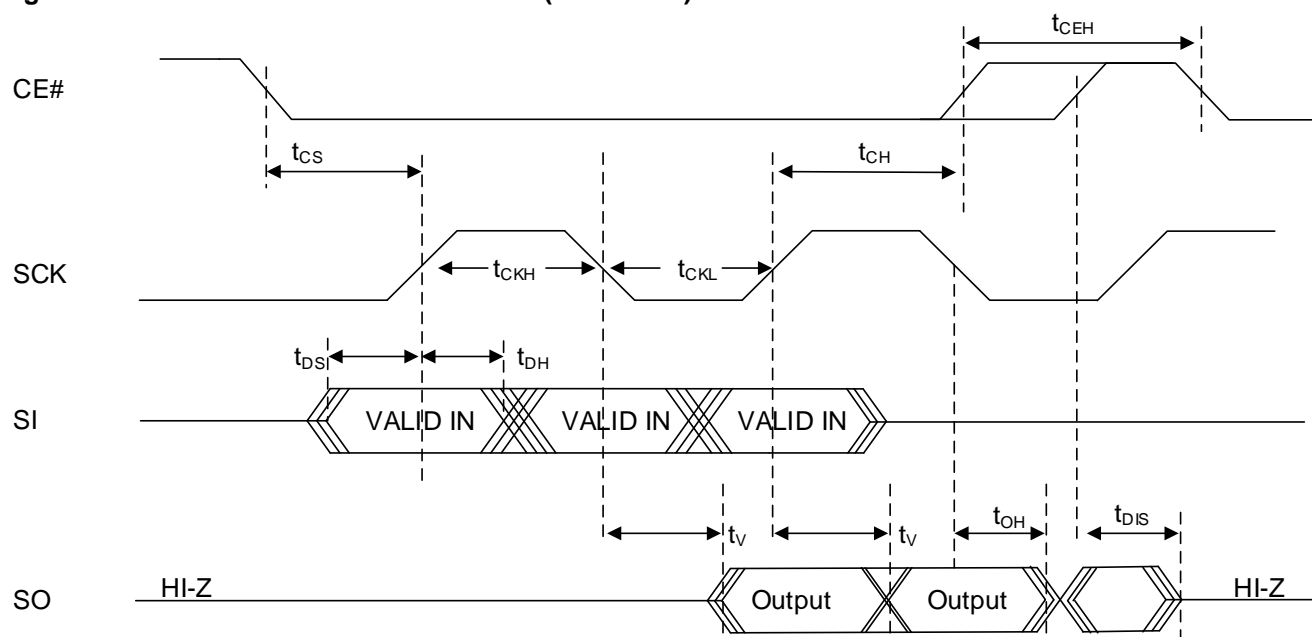 tCEH
CE#
tCS
tCH
SCK
tCKH
tCKL
tDS
tDH
SI
VALID IN
VALID IN
VALID IN
tV
tV
tOH
tDIS
SO
HI-Z
Output
Output
HI-Z